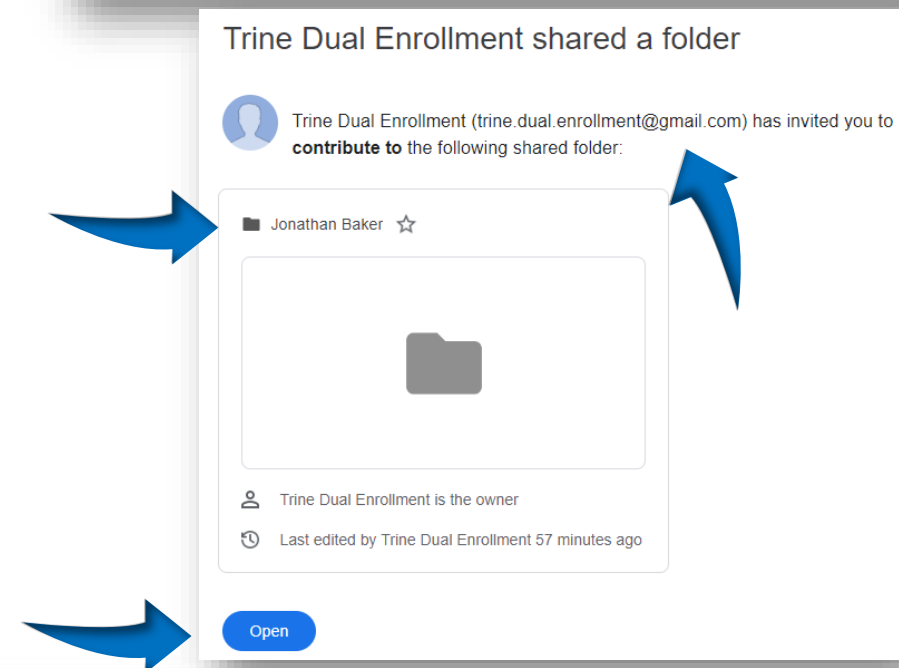 Trine Dual Enrollment shared a folder
Trine Dual Enrollment (trine.dual.enrollment@gmail.com) has invited you to
contribute to the following shared folder:
Jonathan Baker
Trine Dual Enrollment is the owner
Last edited by Trine Dual Enrollment 57 minutes ago
Open